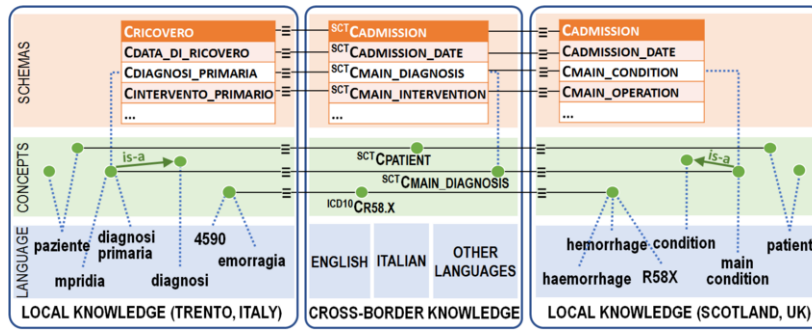 SCHEMAS
CRICOVERO
CDATA_DI_RICOVERO
CDIAGNOSI_PRIMARIA
CINTERVENTO_PRIMARIO
...
≡
≡
≡
≡
SCTCADMISSION
SCTCADMISSION_DATE
SCTCMAIN_DIAGNOSIS
SCTCMAIN_INTERVENTION
...
≡
≡
≡
≡
CADMISSION
CADMISSION_DATE
CMAIN_CONDITION
CMAIN_OPERATION
...
CONCEPTS
is-a
≡
≡
≡
SCTCPATIENT
SCTCMAIN_DIAGNOSIS
ICD10CR58.X
≡
≡
≡
is-a
LANGUAGE
paziente
diagnosi
primaria
4590
emorragia
mpridia
diagnosi
ENGLISH
ITALIAN
OTHER
LANGUAGES
hemorrhage
condition
patient
haemorrhage
R58X
main
condition
LOCAL KNOWLEDGE (TRENTO, ITALY)
CROSS-BORDER KNOWLEDGE
LOCAL KNOWLEDGE (SCOTLAND, UK)